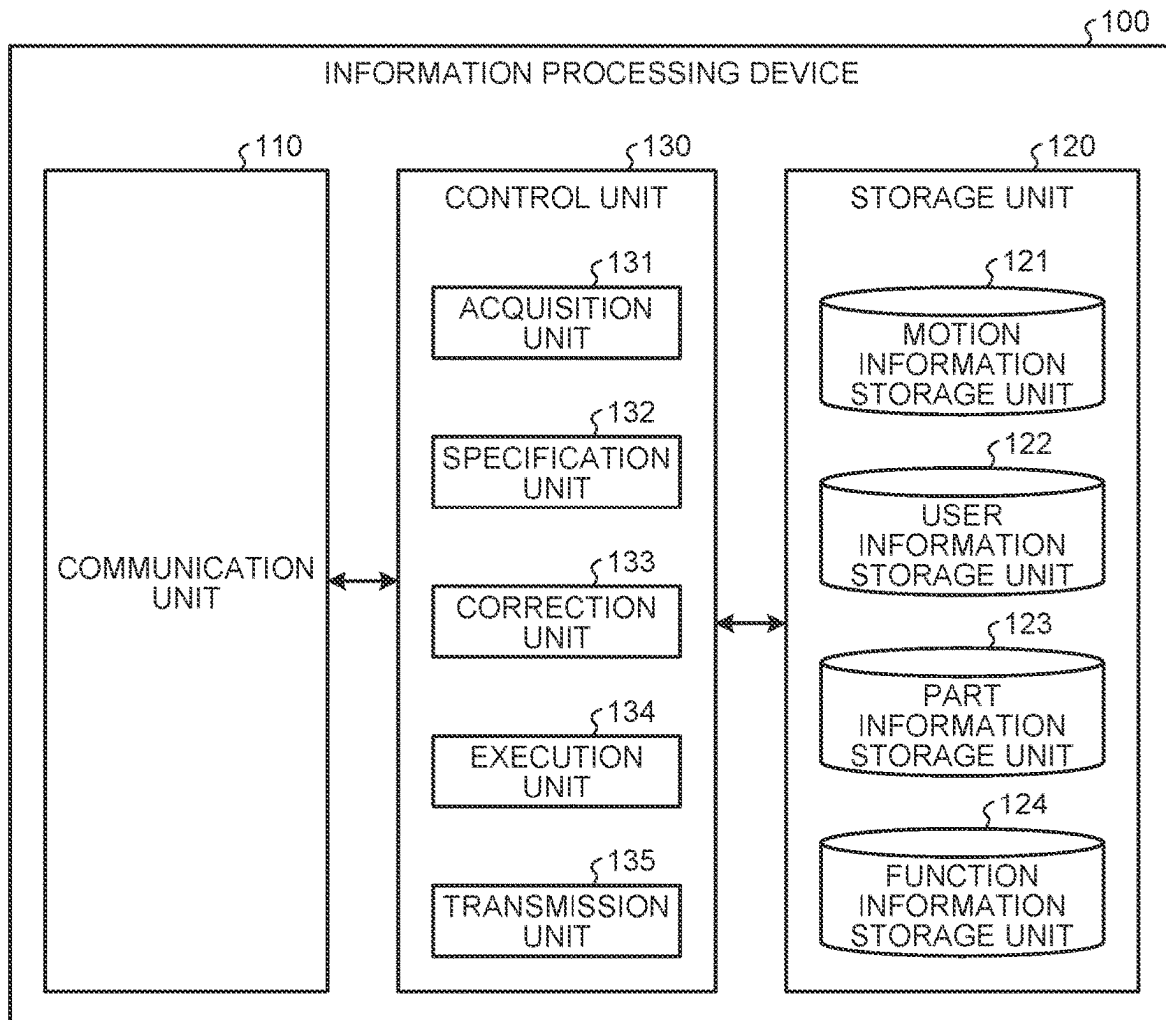 100
INFORMATION PROCESSING DEVICE
110
COMMUNICATION
UNIT
130
CONTROL UNIT
131
ACQUISITION
UNIT
132
SPECIFICATION
UNIT
133
CORRECTION
UNIT
134
EXECUTION
UNIT
135
TRANSMISSION
UNIT
120
STORAGE UNIT
121
MOTION
INFORMATION
STORAGE UNIT
122
USER
INFORMATION
STORAGE UNIT
123
PART
INFORMATION
STORAGE UNIT
124
FUNCTION
INFORMATION
STORAGE UNIT